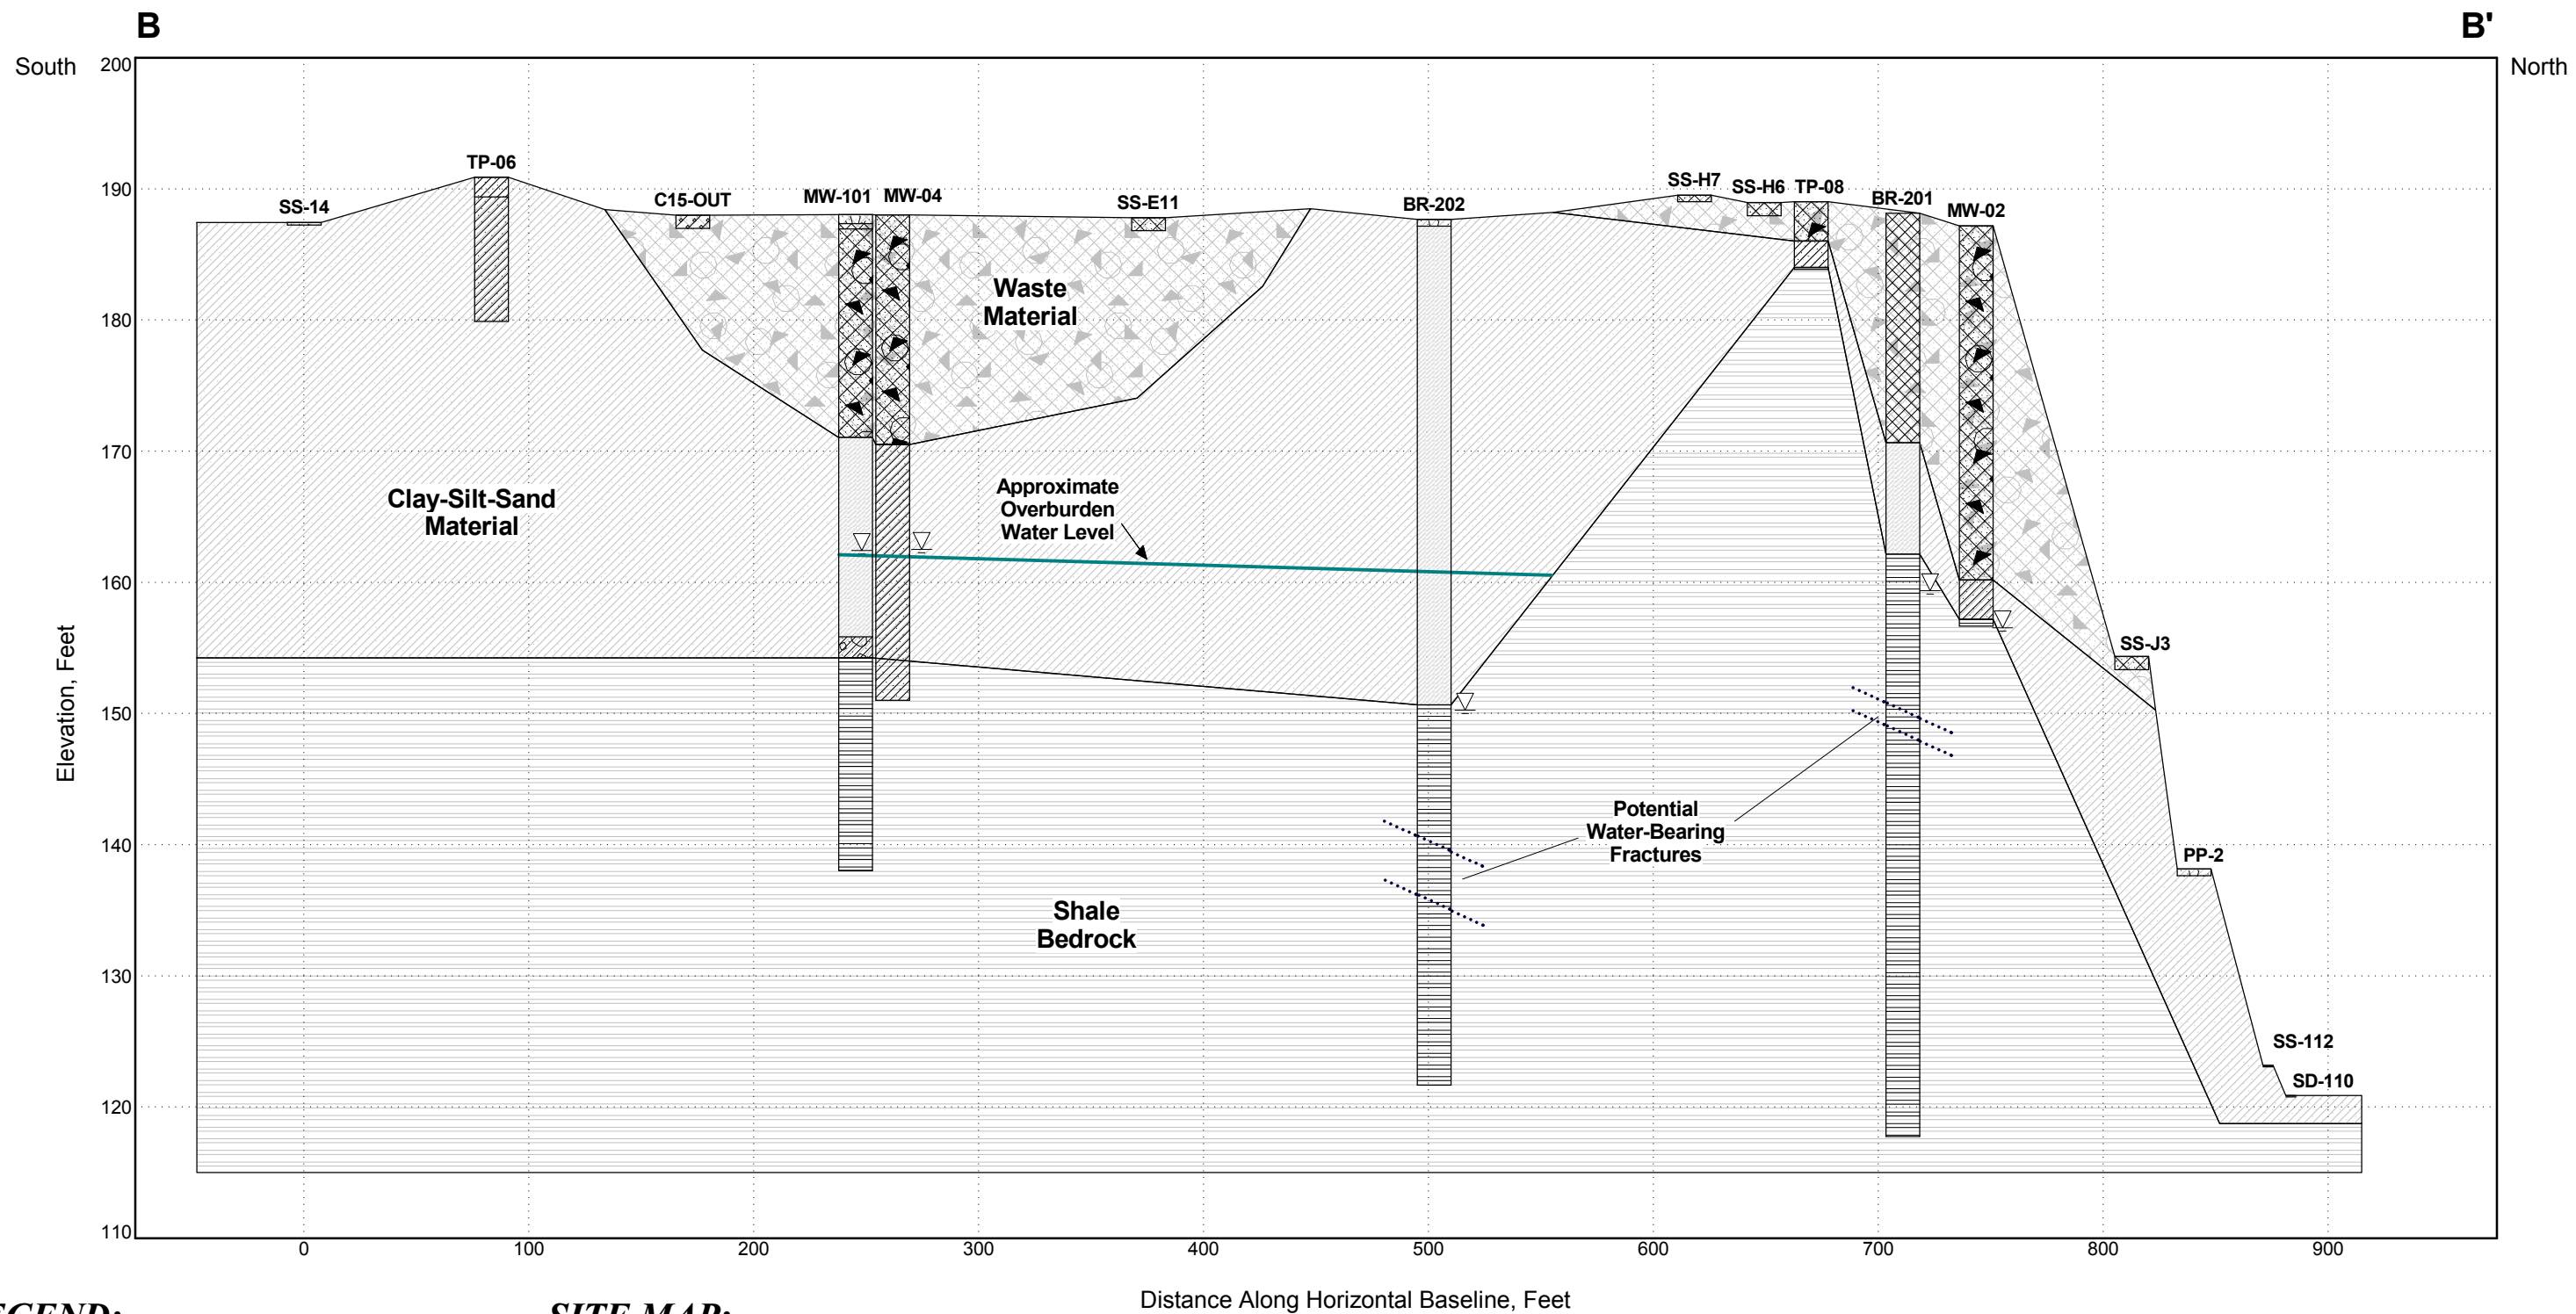 B
B'
South
North
200
190
180
170
160
150
140
130
120
110
Elevation, Feet
SS-14
TP-06
C15-OUT
MW-101
MW-04
SS-E11
BR-202
SS-H7
SS-H6
TP-08
BR-201
MW-02
Waste
Material
Clay-Silt-Sand
Material
Approximate
Overburden
Water Level
SS-J3
Potential
Water-Bearing
Fractures
PP-2
Shale
Bedrock
SS-112
SD-110
0
100
200
300
400
500
600
700
800
900
Distance Along Horizontal Baseline, Feet
EGEND:
SITE MAP: